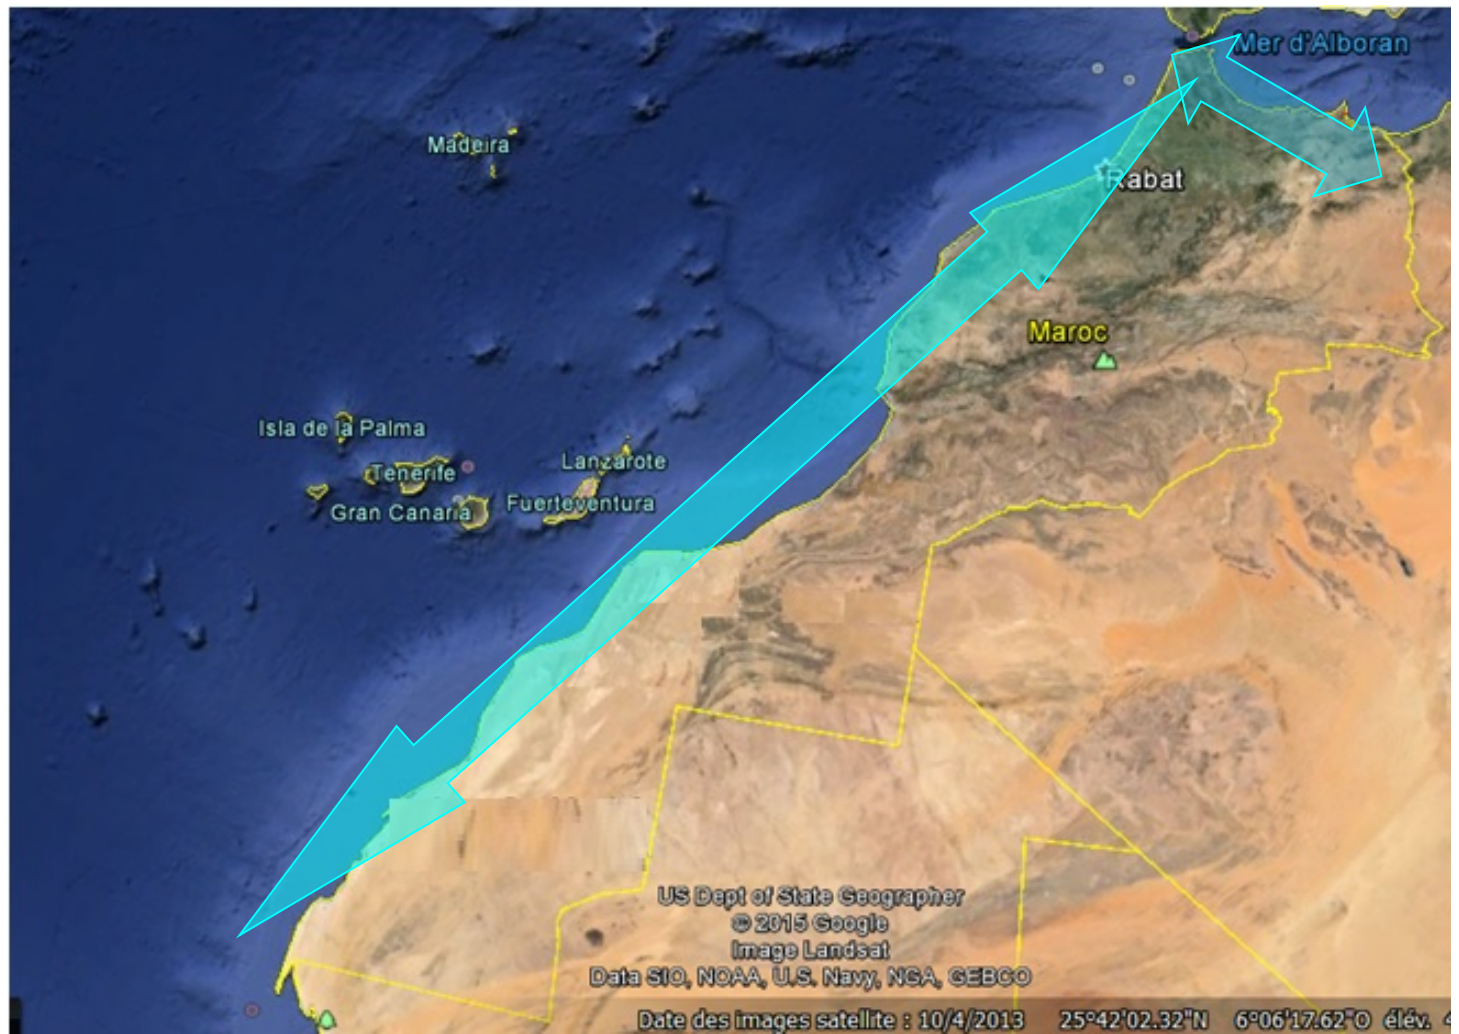 Mer d'Alboran
Madeira
Rabat
Maroc
Isla de la Palma
Lanzarote
Tenerife
Fuerteventura
Gran Canaria
US Dept of State Geographer
© 2015 Google
Image Landsat
Data SIO, NOAA, U.S. Navy, NGA, GEBCO
Date des images satellite : 10/4/2013 25°42'02.32"N 6°06'17.62"O élév.